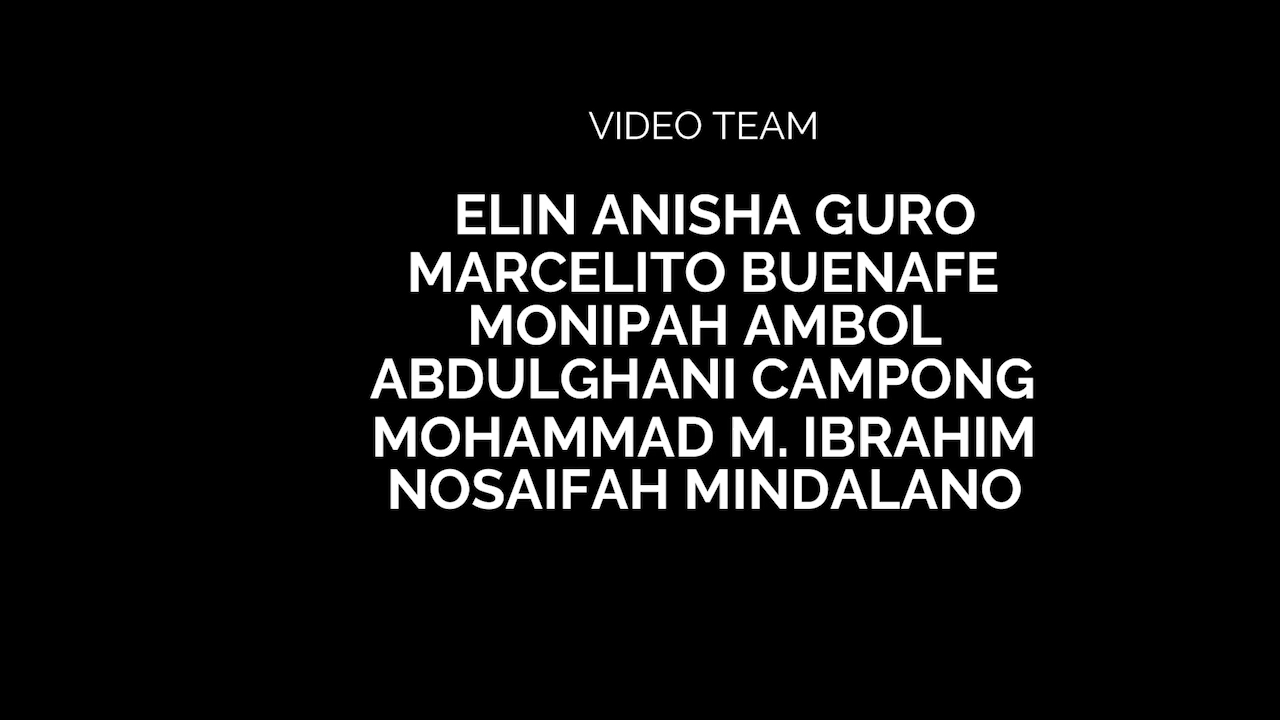 VIDEO TEAM
ELIN ANISHA GURO
MARCELITO BUENAFE
MONIPAH AMBOL
ABDULGHANI CAMPONG
MOHAMMAD M. IBRAHIM
NOSAIFAH MINDALANO